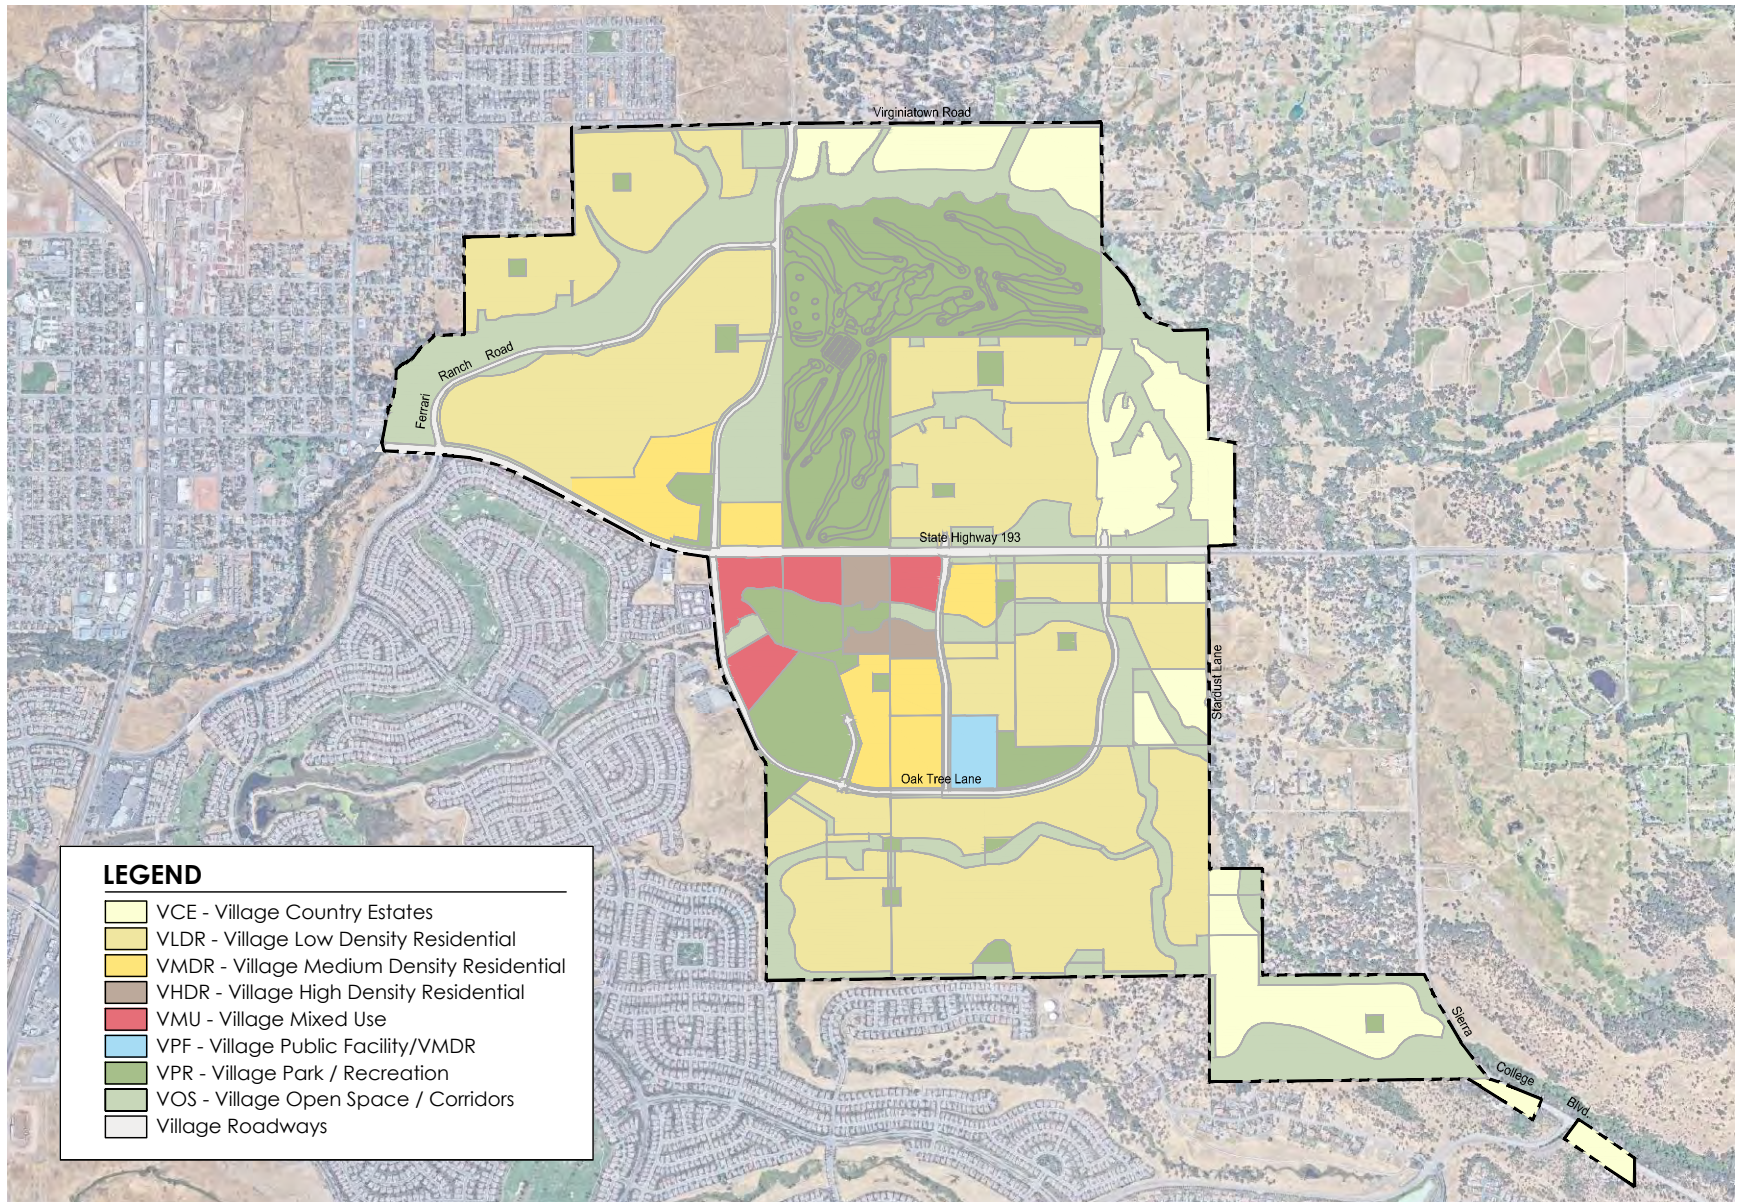 Virginiatown Road
Ferrari Ranch Road
State Highway 193
Stardust Lane
Oak Tree Lane
Sierra College Blvd.
LEGEND
VCE - Village Country Estates
VLDR - Village Low Density Residential
VMDR - Village Medium Density Residential
VHDR - Village High Density Residential
VMU - Village Mixed Use
VPF - Village Public Facility/VMDR
VPR - Village Park / Recreation
VOS - Village Open Space / Corridors
Village Roadways